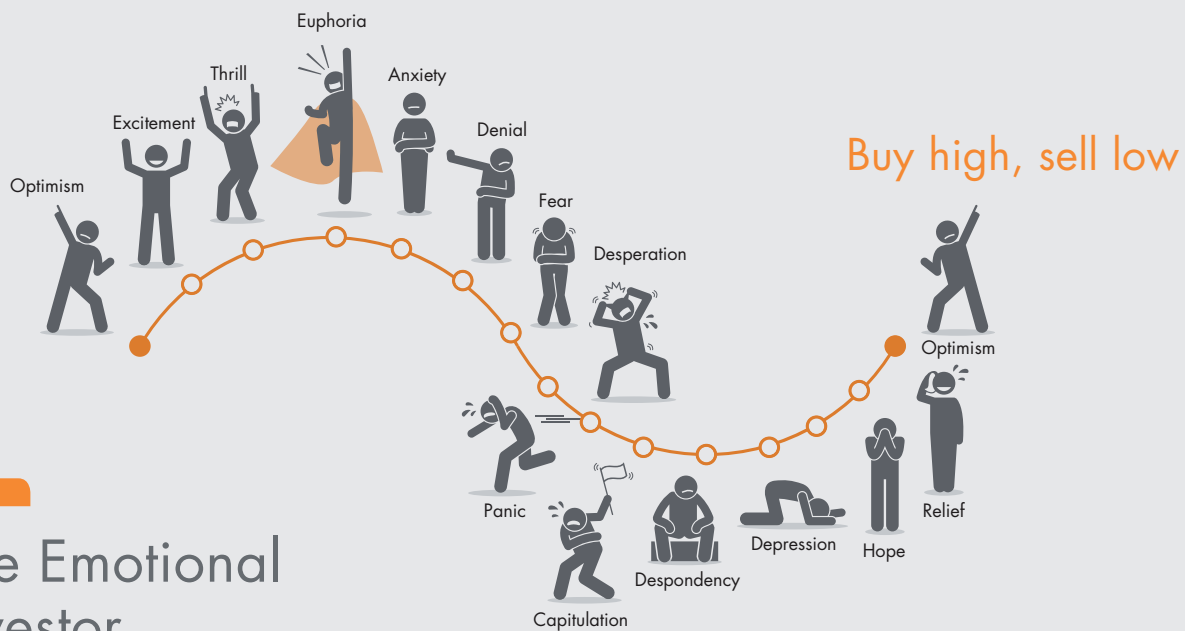 Euphoria
Thrill
Anxiety
Excitement
Denial
Buy high, sell low
Optimism
Fear
Desperation
Optimism
Panic
Relief
Depression
Hope
e Emotional
Despondency
vestor
Capitulation